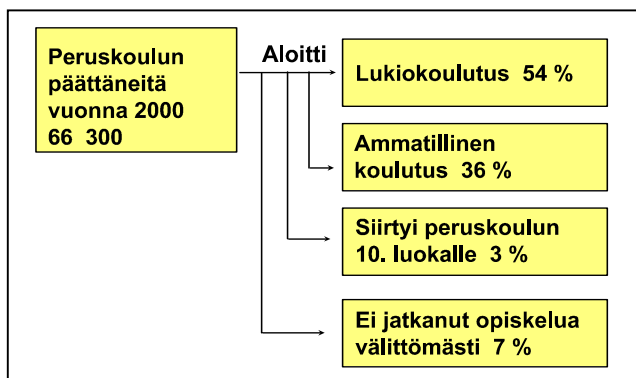 Peruskoulun
päättäneitä
vuonna 2000
66 300
Aloitti
Lukiokoulutus 54 %
Ammatillinen
koulutus 36 %
Siirtyi peruskoulun
10. luokalle 3 %
Ei jatkanut opiskelua
välittömästi 7 %